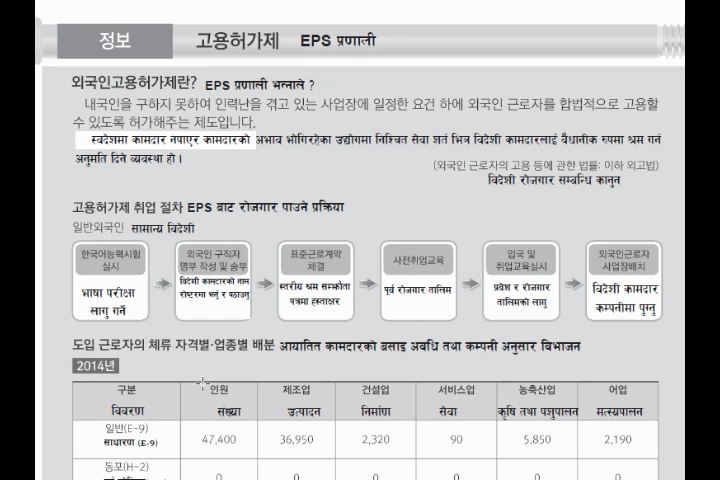 정보 고용허가제 EPS प्रणाली
외국인고용허가제란? EPS प्रणाली भन्नाले ?
내국인을 구하지 못하여 인력난을 겪고 있는 사업장에 일정한 요건 하에 외국인 근로자를 합법적으로 고용할
수 있도록 허가해주는 제도입니다.
स्वदेशमा कामदार नपाएर कामदारको अभाव भोगिरहेका उद्योगमा निश्चित सेवा शर्त भित्र विदेशी कामदारलाई वैधानीक रुपमा श्रम गर्न
अनुमति दिने व्यवस्था हो ।
(외국인 근로자의 고용 등에 관한 법률: 이하 외고법)
विदेशी रोजगार सम्बन्धि कानुन
고용허가제 취업 절차 EPS बाट रोजगार पाउने प्रक्रिया
일반외국인 सामान्य विदेशी
한국어능력시험 실시
भाषा परीक्षा
लागु गर्ने
외국인 구직자
명부 작성 및 송부
विदेशी कामदारको नाम
रोष्टरमा भर्नु र पठाउनु
표준근로계약
체결
स्तरीय श्रम सम्झौता
पत्रमा हस्ताक्षर
사전취업교육
पुर्व रोजगार तालिम
입국 및
취업교육실시
प्रवेश र रोजगार
तालिमको लागु
외국인근로자
사업장배치
विदेशी कामदार
कम्पनीमा पुग्नु
도입 근로자의 체류 자격별·업종별 배분 आयातित कामदारको बसाइ अवधि तथा कम्पनी अनुसार विभाजन
2014년
구분 인원 제조업 건설업 서비스업 농축산업 어업
विवरण संख्या उत्पादन निर्माण सेवा कृषि तथा पशुपालन मत्स्यपालन
일반(E-9)
साधारण (E-9) 47,400 36,950 2,320 90 5,850 2,190
동포(H-2)
0 0 0 0 0 0